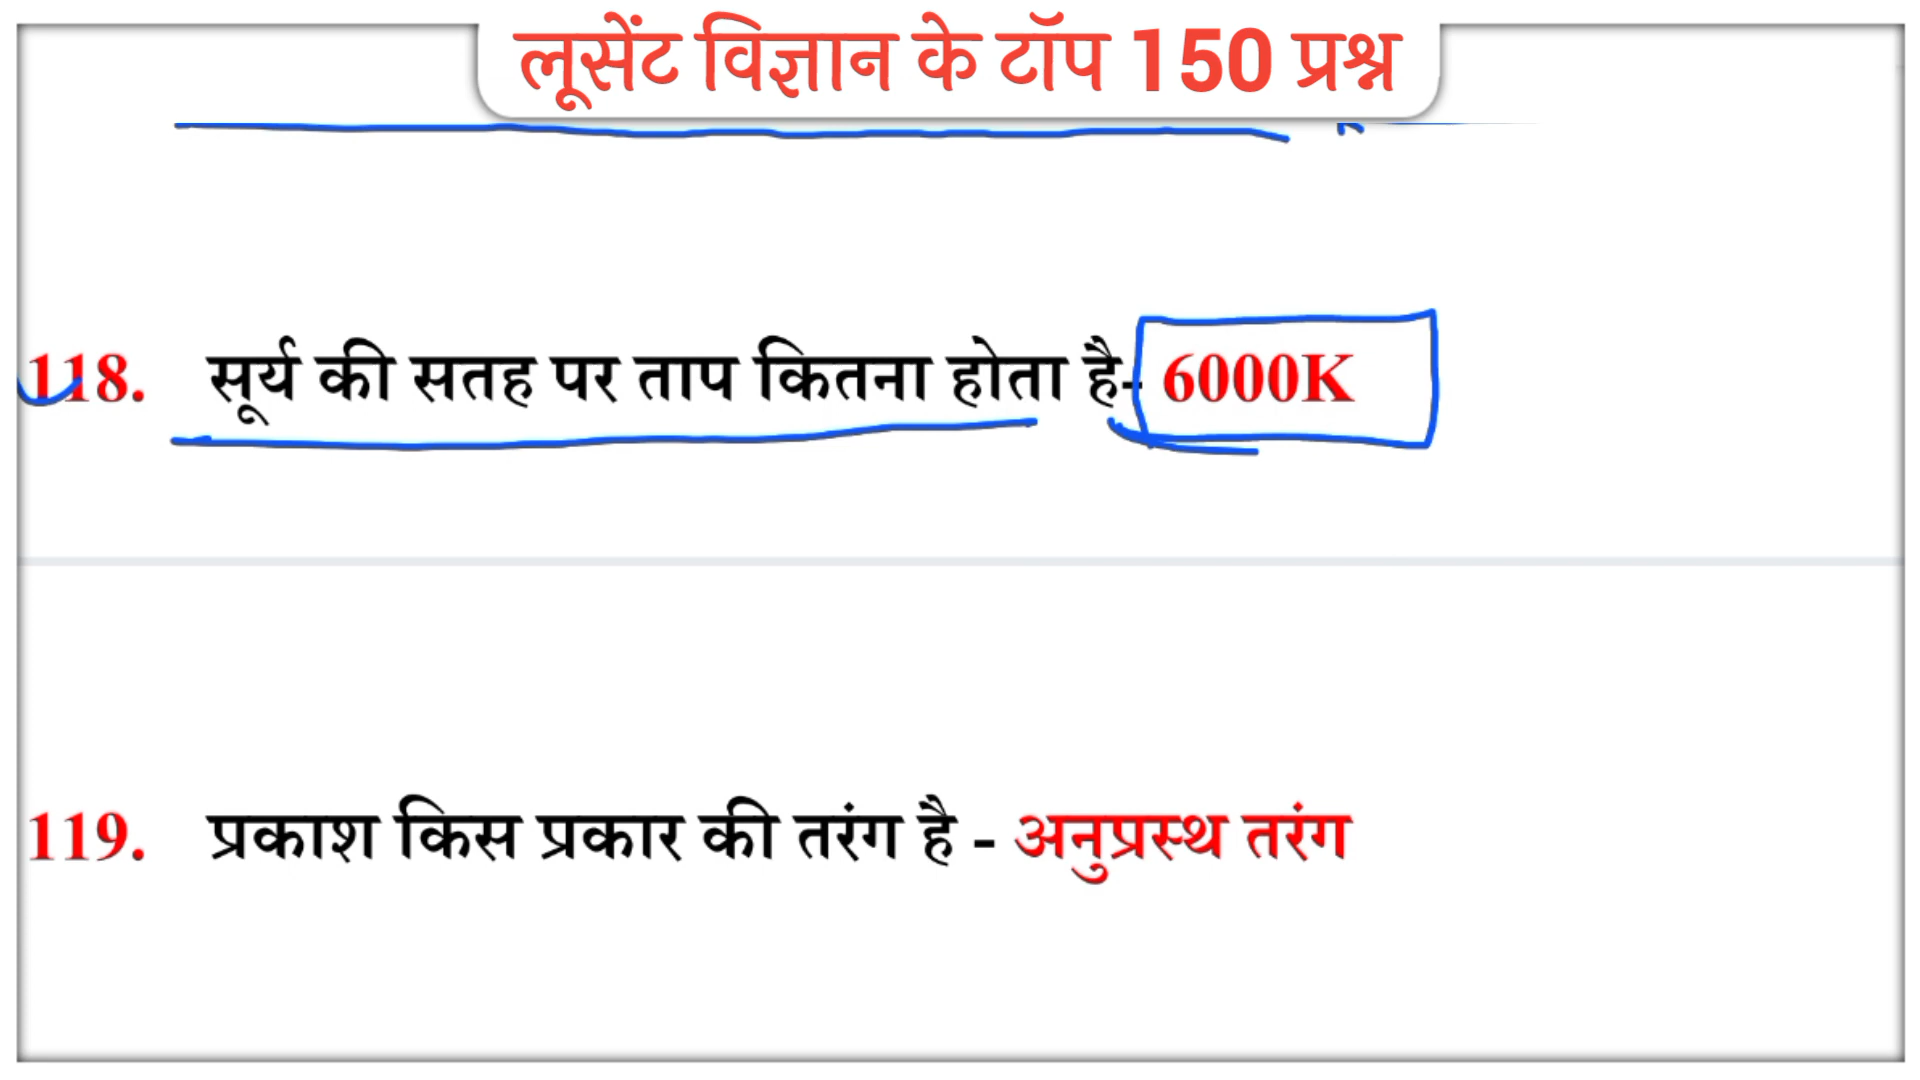 लूसेंट विज्ञान के टॉप 150 प्रश्न
118. सूर्य की सतह पर ताप कितना होता है- 6000K
119. प्रकाश किस प्रकार की तरंग है - अनुप्रस्थ तरंग